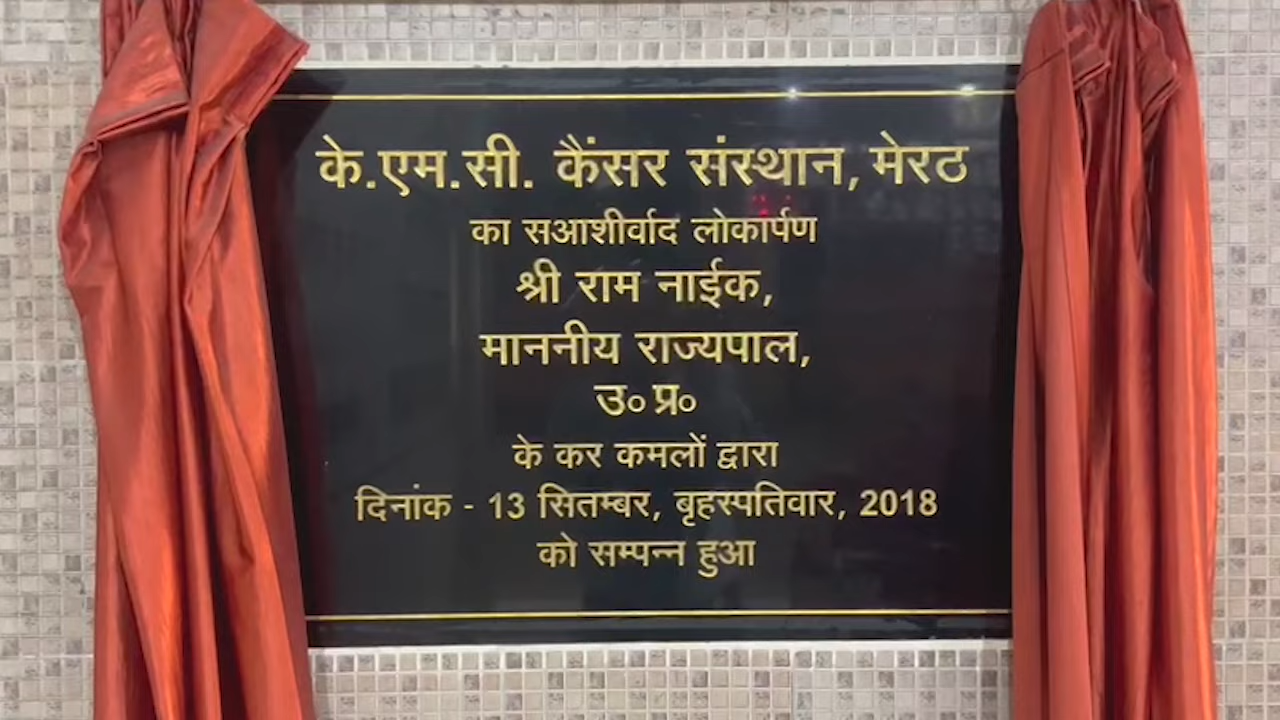 के.एम.सी. कैंसर संस्थान, मेरठ
का सआशीर्वाद लोकार्पण
श्री राम नाईक,
माननीय राज्यपाल,
उ० प्र०
के कर कमलों द्वारा
दिनांक - 13 सितम्बर, बृहस्पतिवार, 2018
को सम्पन्न हुआ